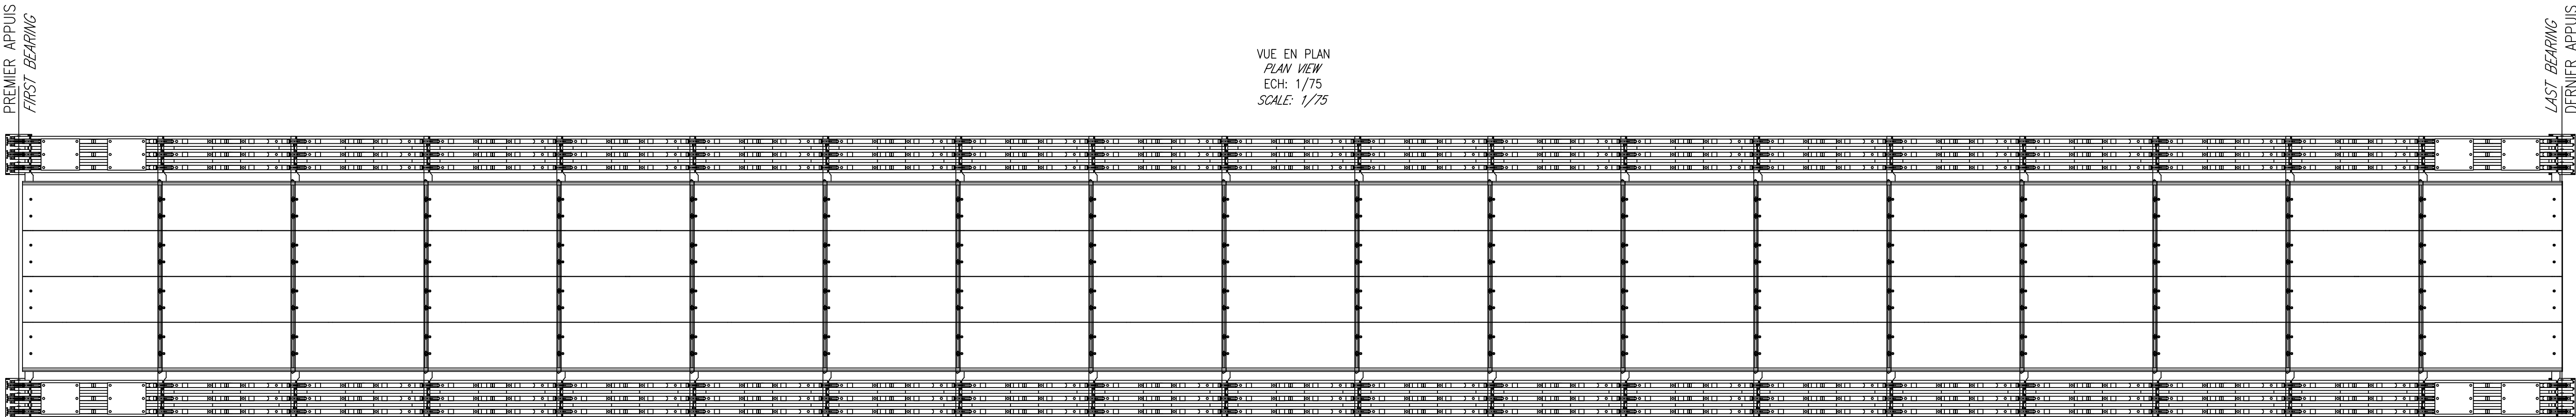 PREMIER APPUIS
FIRST BEARING
VUE EN PLAN
PLAN VIEW
ECH: 1/75
SCALE: 1/75
LAST BEARING
DERNIER APPUIS